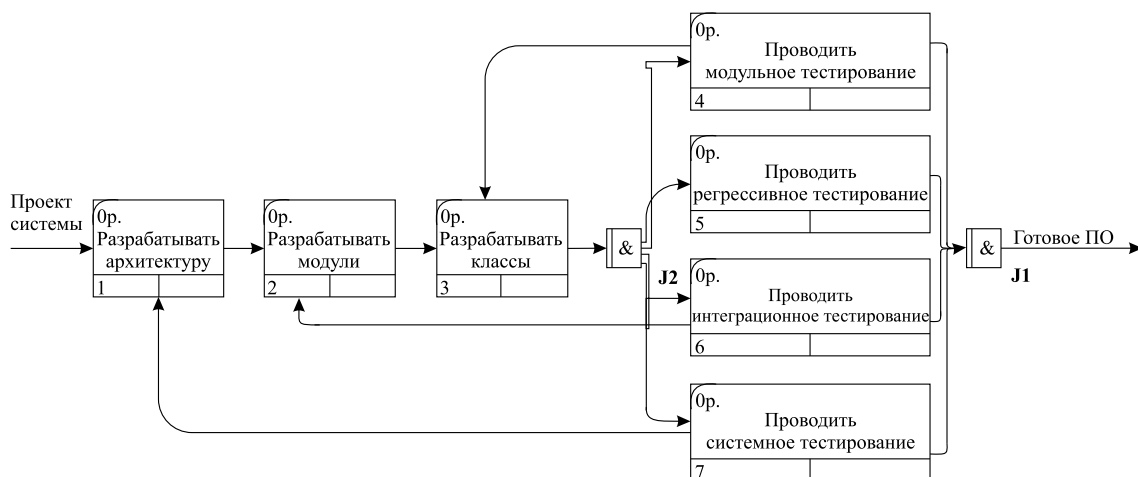 0р.
Проводить
модульное тестирование
4
0р.
Проводить
регрессивное тестирование
5
Проект
системы
0р.
Разрабатывать
архитектуру
1
0р.
Разрабатывать
модули
2
0р.
Разрабатывать
классы
3
&
J2
0р.
Проводить
интеграционное тестирование
6
&
J1
Готовое ПО
0р.
Проводить
системное тестирование
7